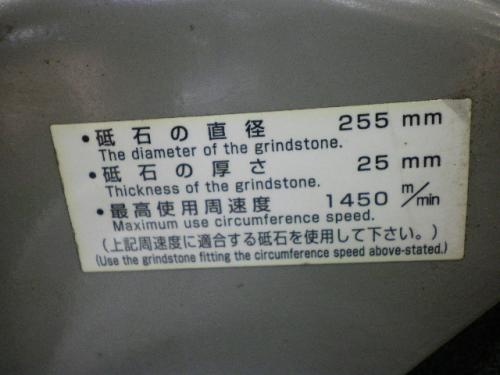 •砥石の直径 255 mm
The diameter of the grindstone.
•砥石の厚さ 25 mm
Thickness of the grindstone.
•最高使用周速度 1450 m/min
Maximum use circumference speed.
(上記周速度に適合する砥石を使用して下さい。)
(Use the grindstone fitting the circumference speed above-stated.)